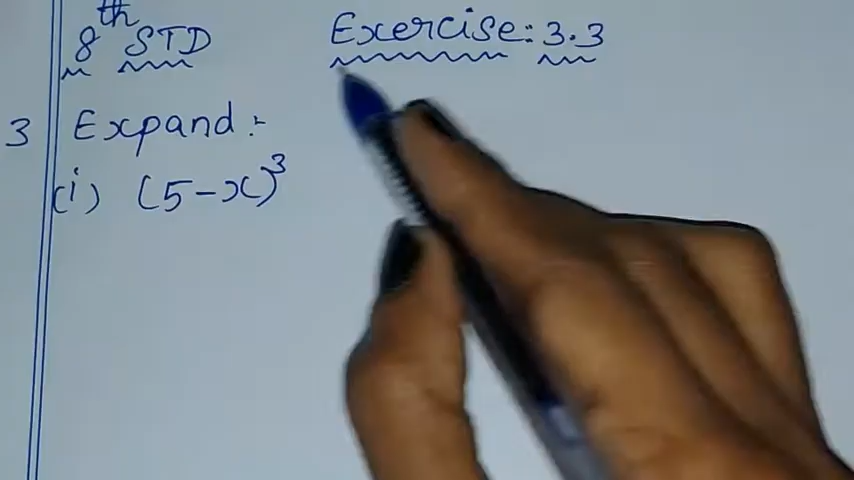 8th STD Exercise: 3.3
3 Expand :-
(i) (5-x)³